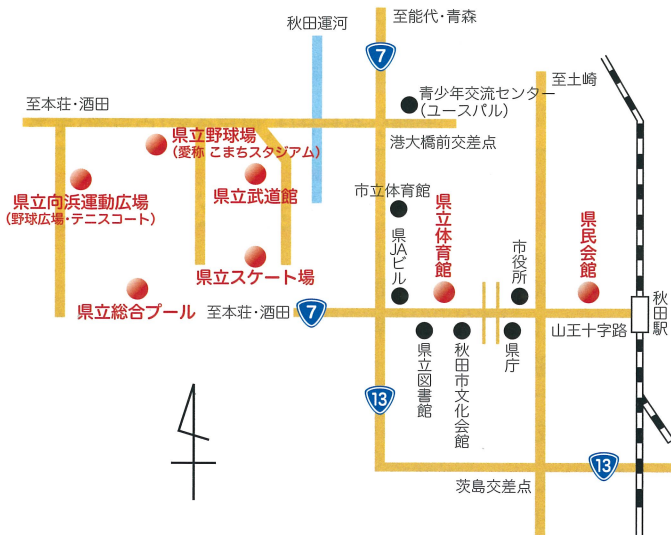 至能代・青森
秋田運河
7
至土崎
青少年交流センター
(ユースパル)
至本荘・酒田
県立野球場
(愛称 こまちスタジアム)
港大橋前交差点
県立武道館
県立向浜運動広場
(野球広場・テニスコート)
市立体育館
県立体育館
県JAビル
市役所
県民会館
県立スケート場
秋田駅
県立総合プール
至本荘・酒田
7
山王十字路
県立図書館
秋田市文化会館
県庁
13
13
茨島交差点